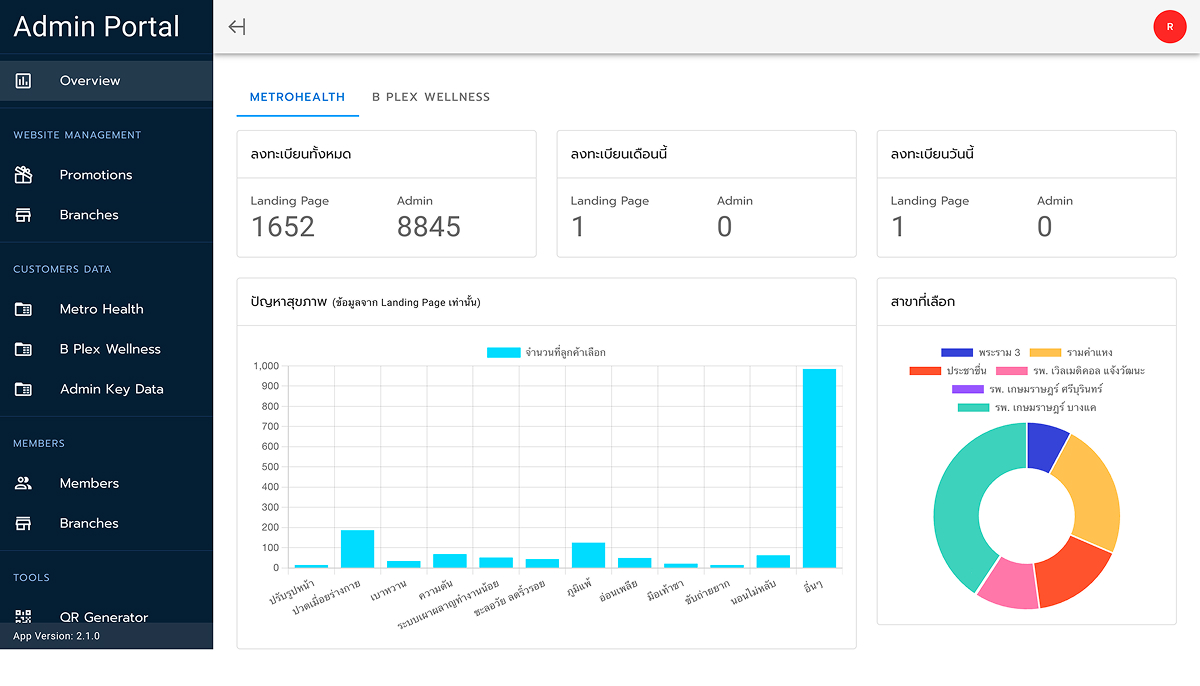 Admin Portal
R
Overview
WEBSITE MANAGEMENT
Promotions
Branches
CUSTOMERS DATA
Metro Health
B Plex Wellness
Admin Key Data
MEMBERS
Members
Branches
TOOLS
QR Generator
App Version: 2.1.0
METROHEALTH B PLEX WELLNESS
ลงทะเบียนทั้งหมด
Landing Page Admin
1652 8845
ลงทะเบียนเดือนนี้
Landing Page Admin
1 0
ลงทะเบียนวันนี้
Landing Page Admin
1 0
ปัญหาสุขภาพ (ข้อมูลจาก Landing Page เท่านั้น)
จำนวนที่ลูกค้าเลือก
1,000
900
800
700
600
500
400
300
200
100
0
ปรับรูปหน้า
ปวดเมื่อยร่างกาย
เบาหวาน
ความดัน
ระบบเผาผลาญทำงานน้อย
ชะลอวัย ลดริ้วรอย
ภูมิแพ้
อ่อนเพลีย
มือเท้าชา
ขับถ่ายยาก
นอนไม่หลับ
อื่นๆ
สาขาที่เลือก
พระราม 3 รามคำแหง
ประชาชื่น รพ. เวิลเมดิคอล แจ้งวัฒนะ
รพ. เกษมราษฎร์ ศรีบุรินทร์
รพ. เกษมราษฎร์ บางแค